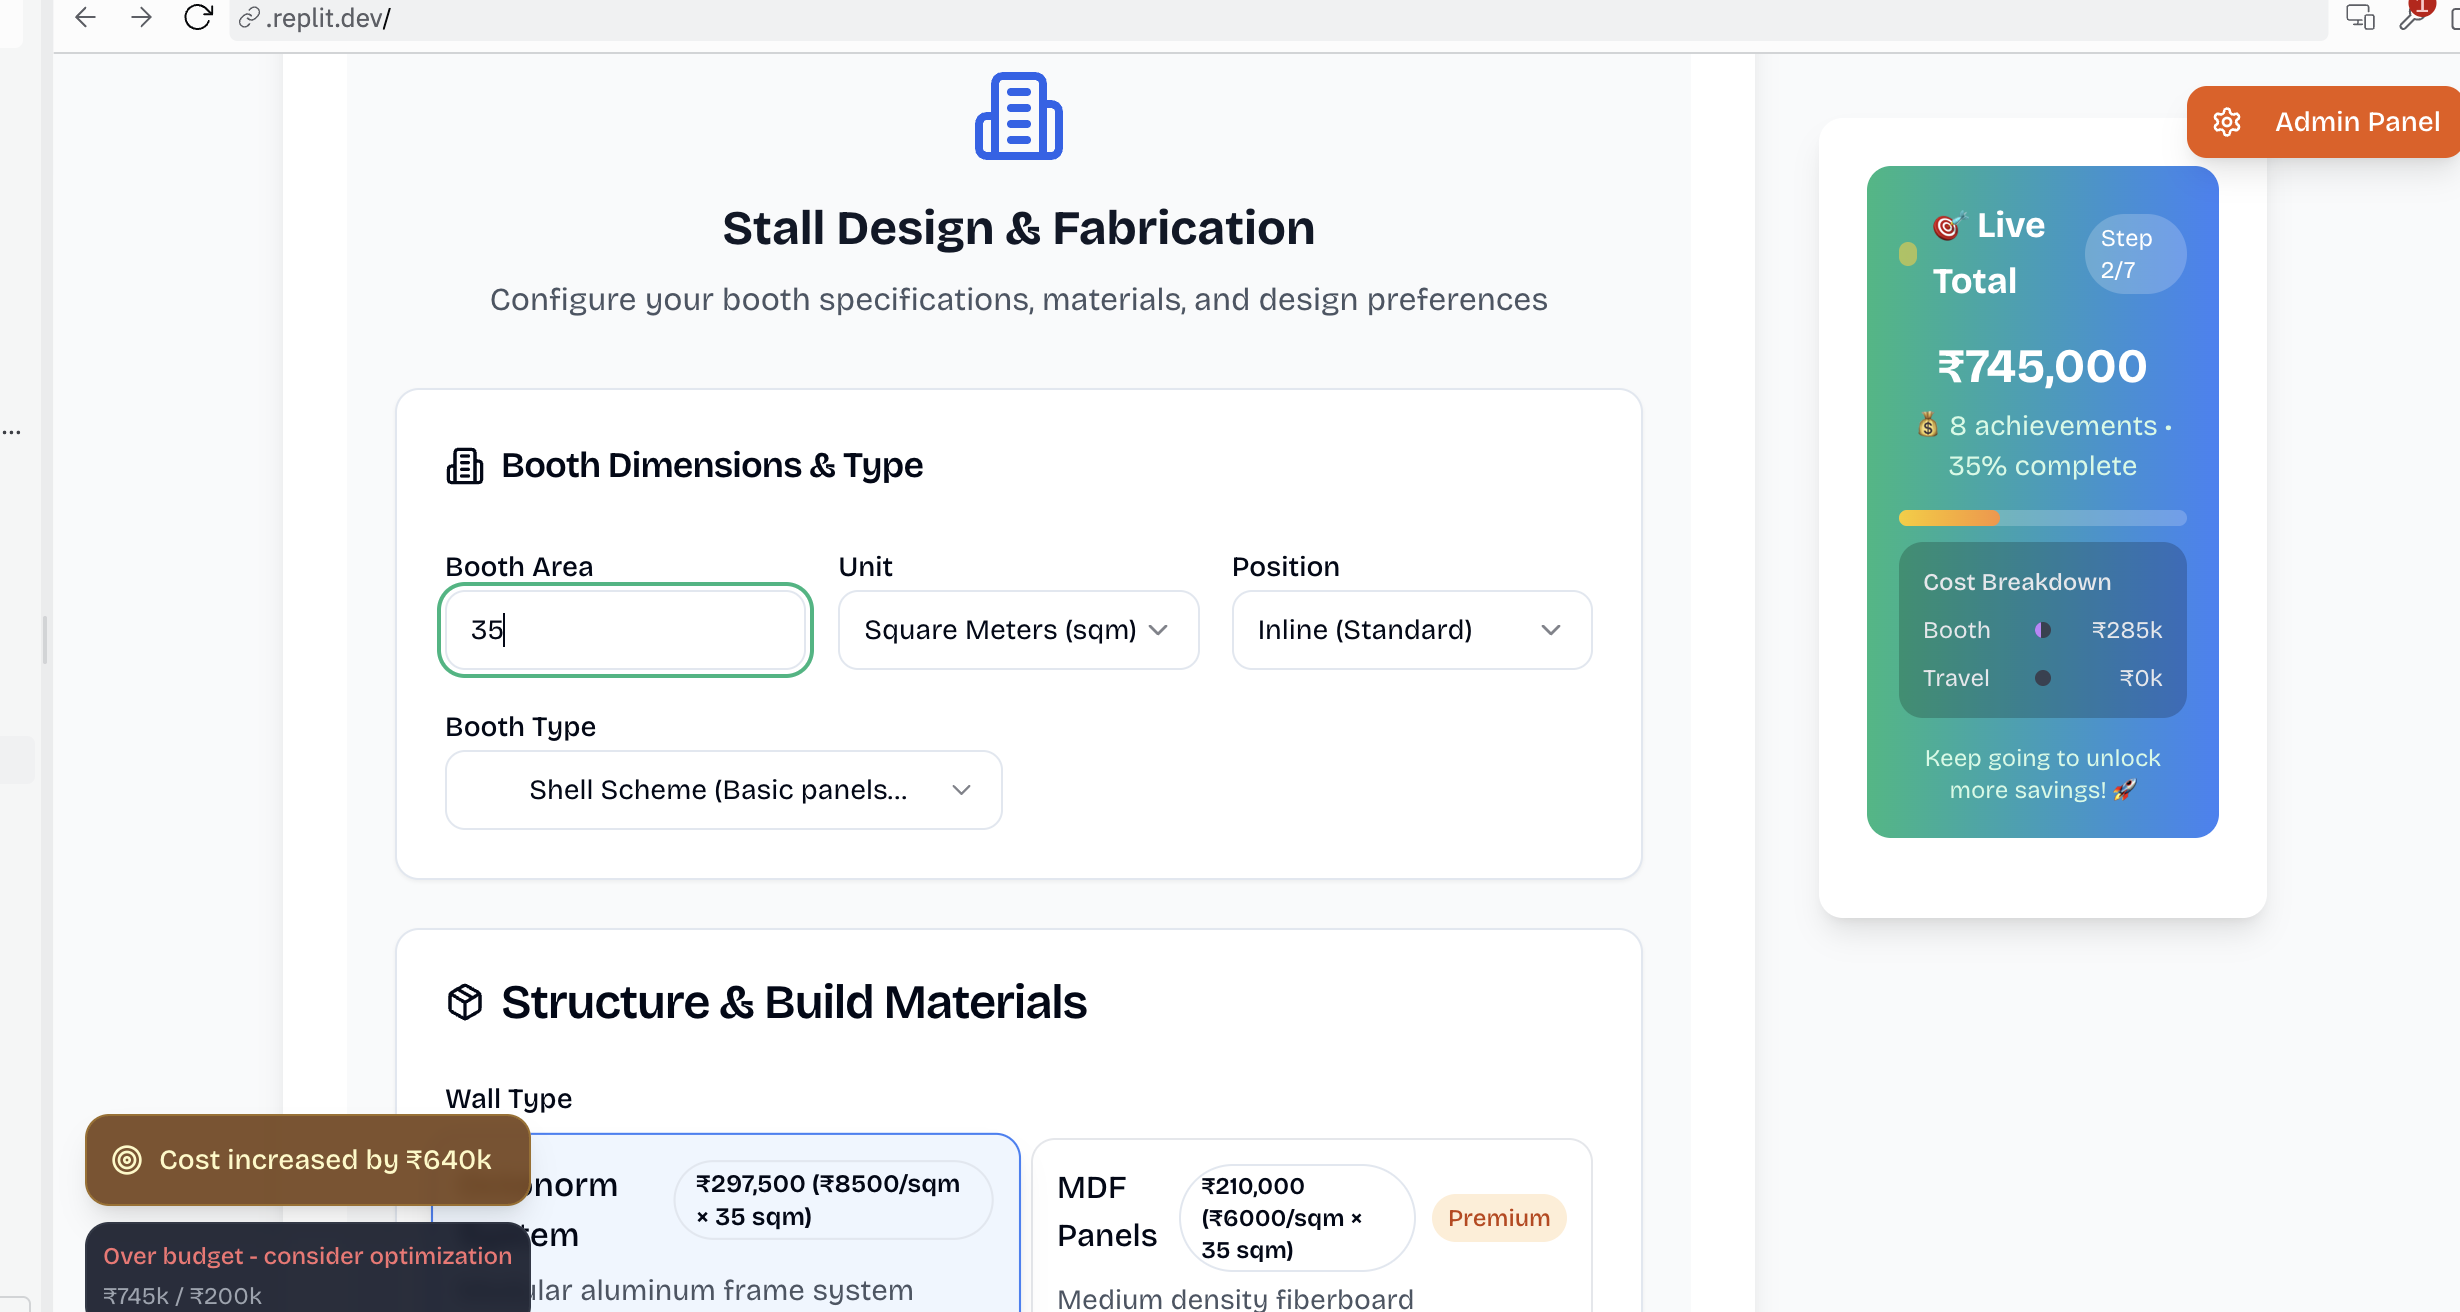 .replit.dev/
1
Admin Panel
Stall Design & Fabrication
Configure your booth specifications, materials, and design preferences
Booth Dimensions & Type
Booth Area
Unit
Position
35
Square Meters (sqm)
Inline (Standard)
Booth Type
Shell Scheme (Basic panels...
Structure & Build Materials
Wall Type
norm
tem
₹297,500 (₹8500/sqm
× 35 sqm)
ular aluminum frame system
MDF
Panels
₹210,000
(₹6000/sqm ×
35 sqm)
Premium
Medium density fiberboard
🎯 Live
Total
Step
2/7
₹745,000
💰 8 achievements •
35% complete
Cost Breakdown
Booth ₹285k
Travel ₹0k
Keep going to unlock
more savings! 🚀
Cost increased by ₹640k
Over budget - consider optimization
₹745k / ₹200k
...